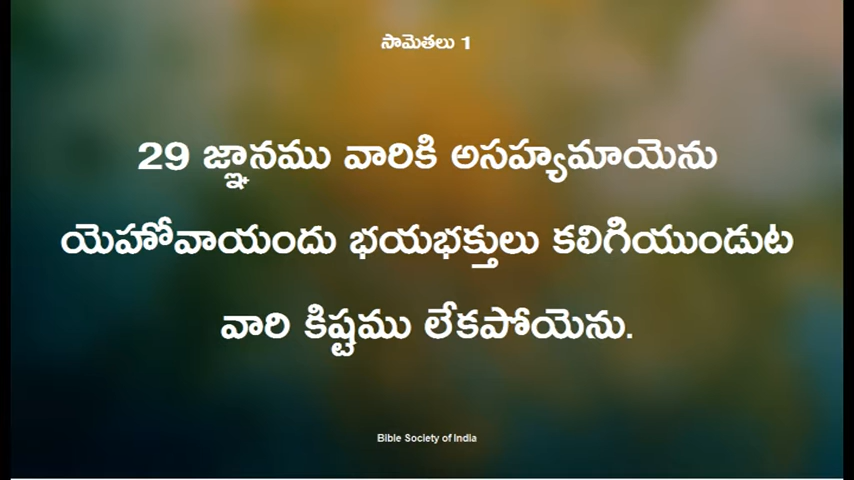 సామెతలు 1
29 జ్ఞానము వారికి అసహ్యమాయెను
యెహోవాయందు భయభక్తులు కలిగియుండుట
వారి కిష్టము లేకపోయెను.
Bible Society of India